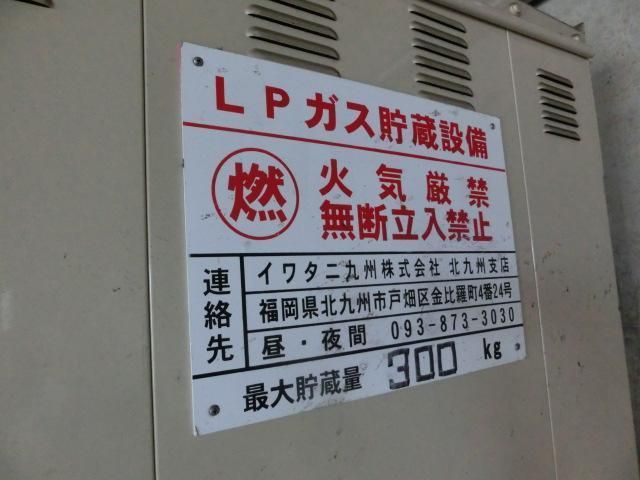 LPガス貯蔵設備
燃
火気厳禁
無断立入禁止
連絡先
イワタニ九州株式会社 北九州支店
福岡県北九州市戸畑区金比羅町4番24号
昼・夜間 093-873-3030
最大貯蔵量 300 kg